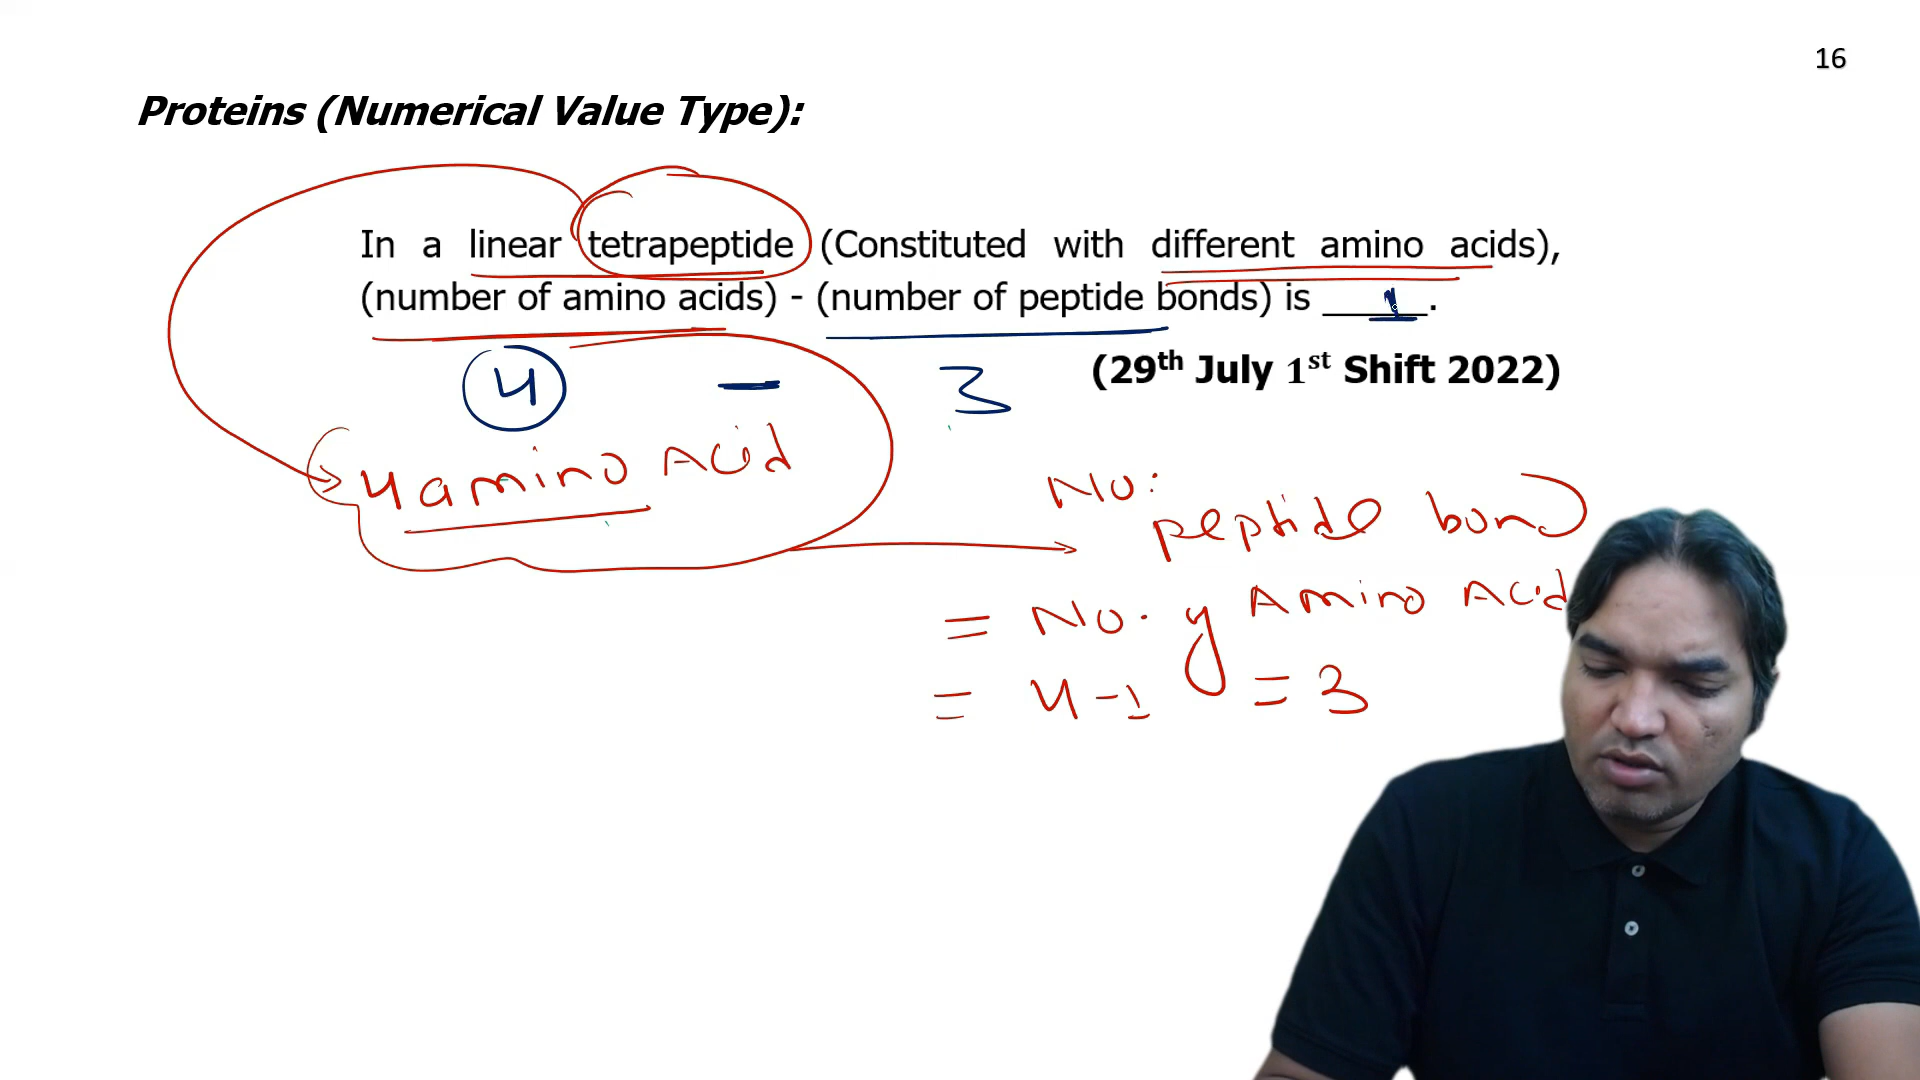 16
Proteins (Numerical Value Type):
In a linear tetrapeptide (Constituted with different amino acids),
(number of amino acids) - (number of peptide bonds) is __1__.
(29th July 1st Shift 2022)
4 - 3
4 amino Acid
No:
peptide bond
= No. of Amino Acid
= 4-1 = 3